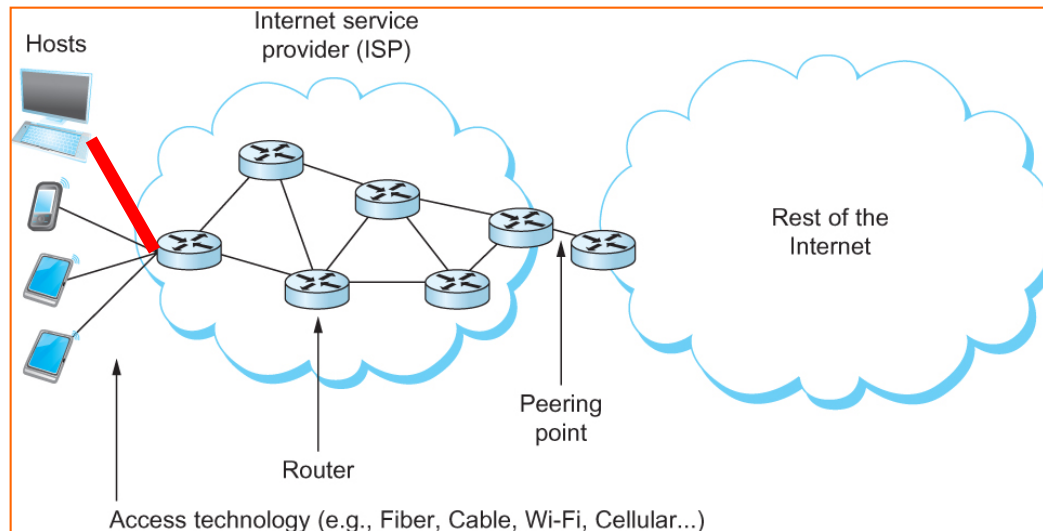 Internet service
provider (ISP)
Hosts
Rest of the
Internet
Peering
point
Router
Access technology (e.g., Fiber, Cable, Wi-Fi, Cellular...)